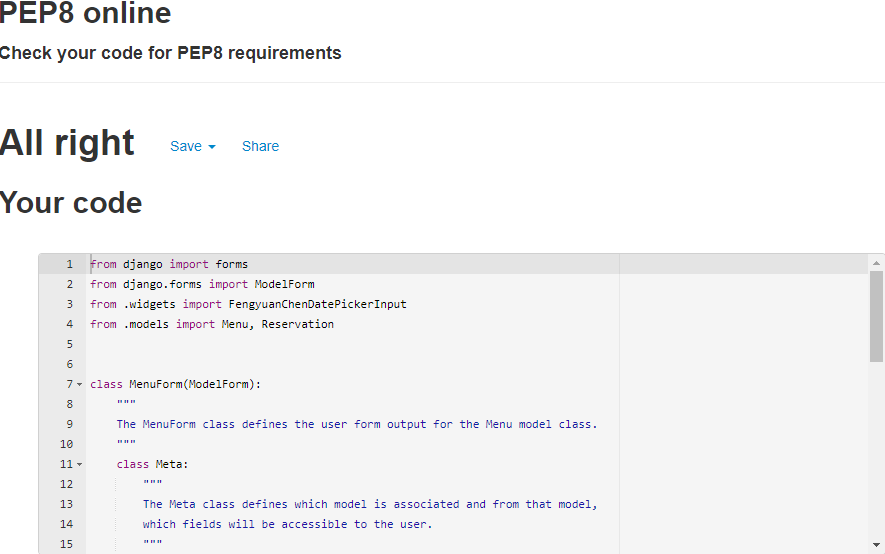 PEP8 online
Check your code for PEP8 requirements
All right Save Share
Your code
1 from django import forms
2 from django.forms import ModelForm
3 from .widgets import FengyuanChenDatePickerInput
4 from .models import Menu, Reservation
5
6
7 class MenuForm(ModelForm):
8 """
9 The MenuForm class defines the user form output for the Menu model class.
10 """
11 class Meta:
12 """
13 The Meta class defines which model is associated and from that model,
14 which fields will be accessible to the user.
15 """